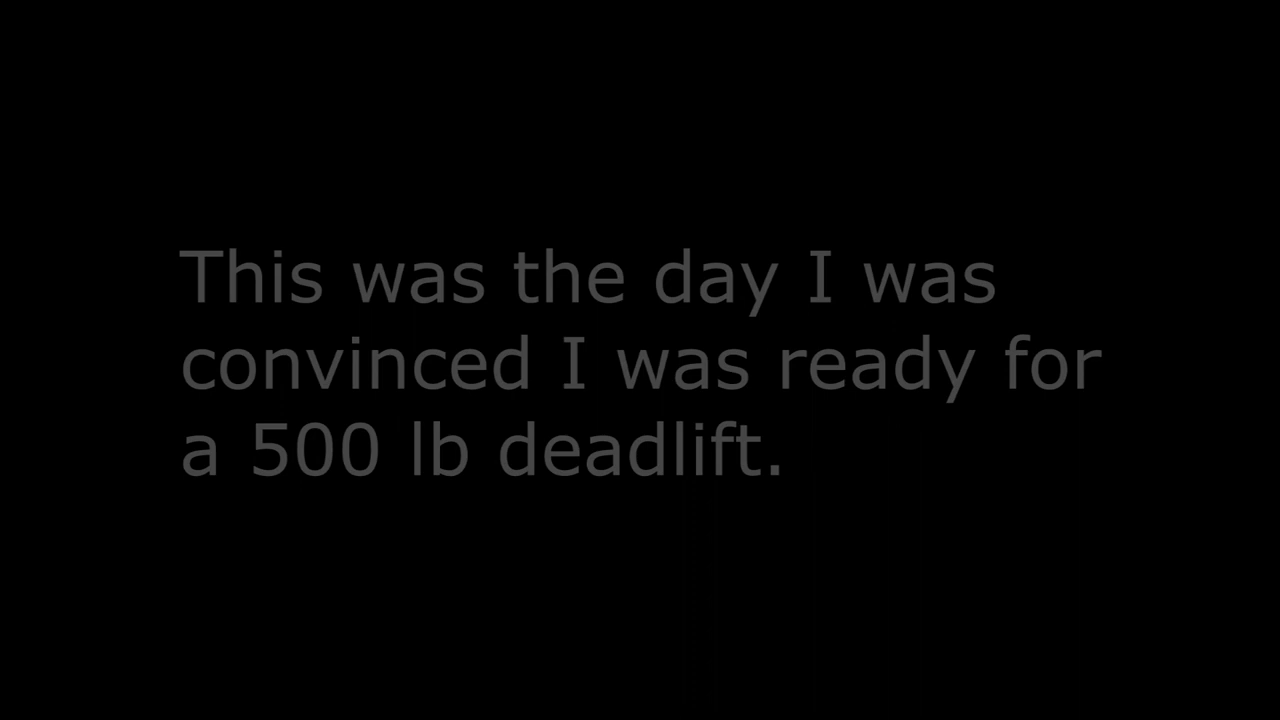 This was the day I was
convinced I was ready for
a 500 lb deadlift.